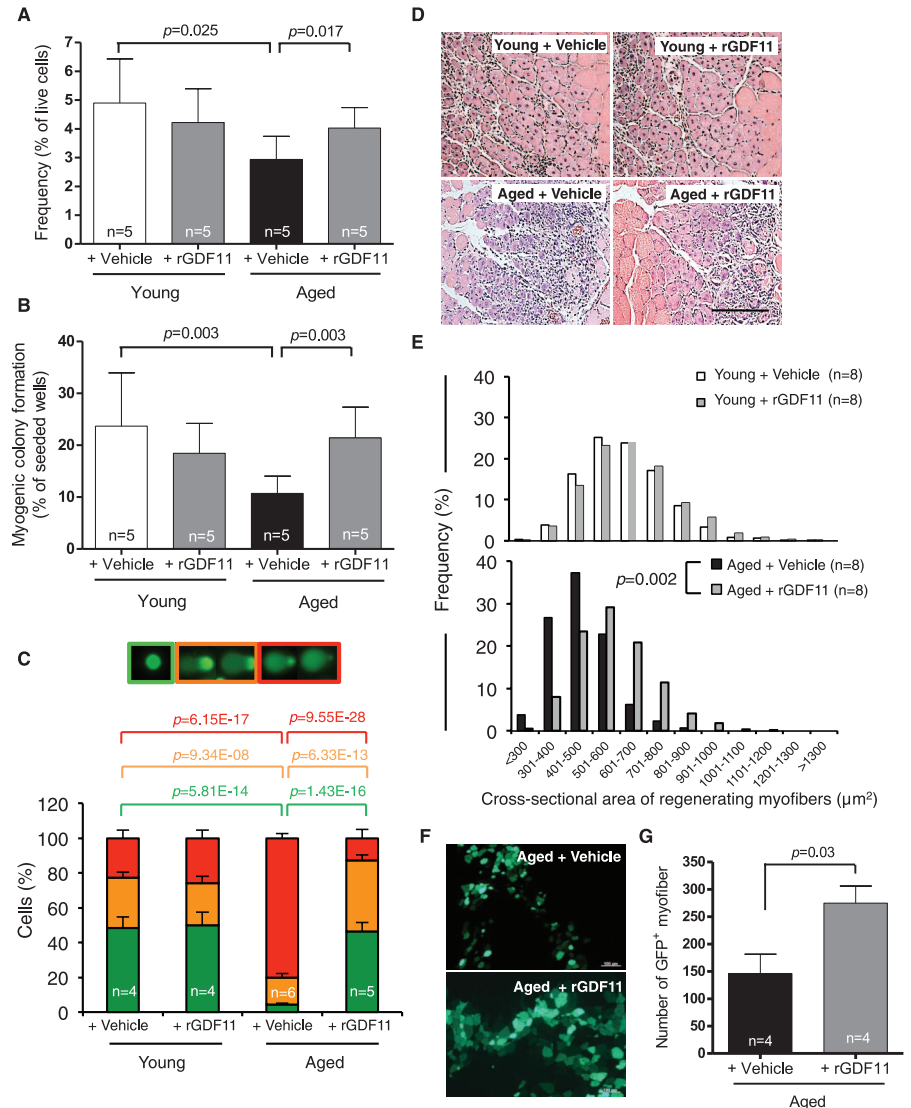 A
p=0.025
p=0.017
Frequency (% of live cells)
7
6
5
4
3
2
1
0
n=5
n=5
n=5
n=5
+ Vehicle
+ rGDF11
+ Vehicle
+ rGDF11
Young
Aged
B
p=0.003
p=0.003
Myogenic colony formation
(% of seeded wells)
40
30
20
10
0
n=5
n=5
n=5
n=5
+ Vehicle
+ rGDF11
+ Vehicle
+ rGDF11
Young
Aged
C
p=6.15E-17
p=9.55E-28
p=9.34E-08
p=6.33E-13
p=5.81E-14
p=1.43E-16
Cells (%)
100
80
60
40
20
0
n=4
n=4
n=6
n=5
+ Vehicle
+ rGDF11
+ Vehicle
+ rGDF11
Young
Aged
D
Young + Vehicle
Young + rGDF11
Aged + Vehicle
Aged + rGDF11
E
Young + Vehicle (n=8)
Young + rGDF11 (n=8)
40
30
20
10
0
Frequency (%)
Aged + Vehicle (n=8)
p=0.002
Aged + rGDF11 (n=8)
40
30
20
10
0
<300
301-400
401-500
501-600
601-700
701-800
801-900
901-1000
1001-1100
1101-1200
1201-1300
>1300
Cross-sectional area of regenerating myofibers (µm²)
F
Aged + Vehicle
Aged + rGDF11
G
p=0.03
Number of GFP⁺ myofiber
350
300
250
200
150
100
50
0
n=4
n=4
+ Vehicle
+ rGDF11
Aged